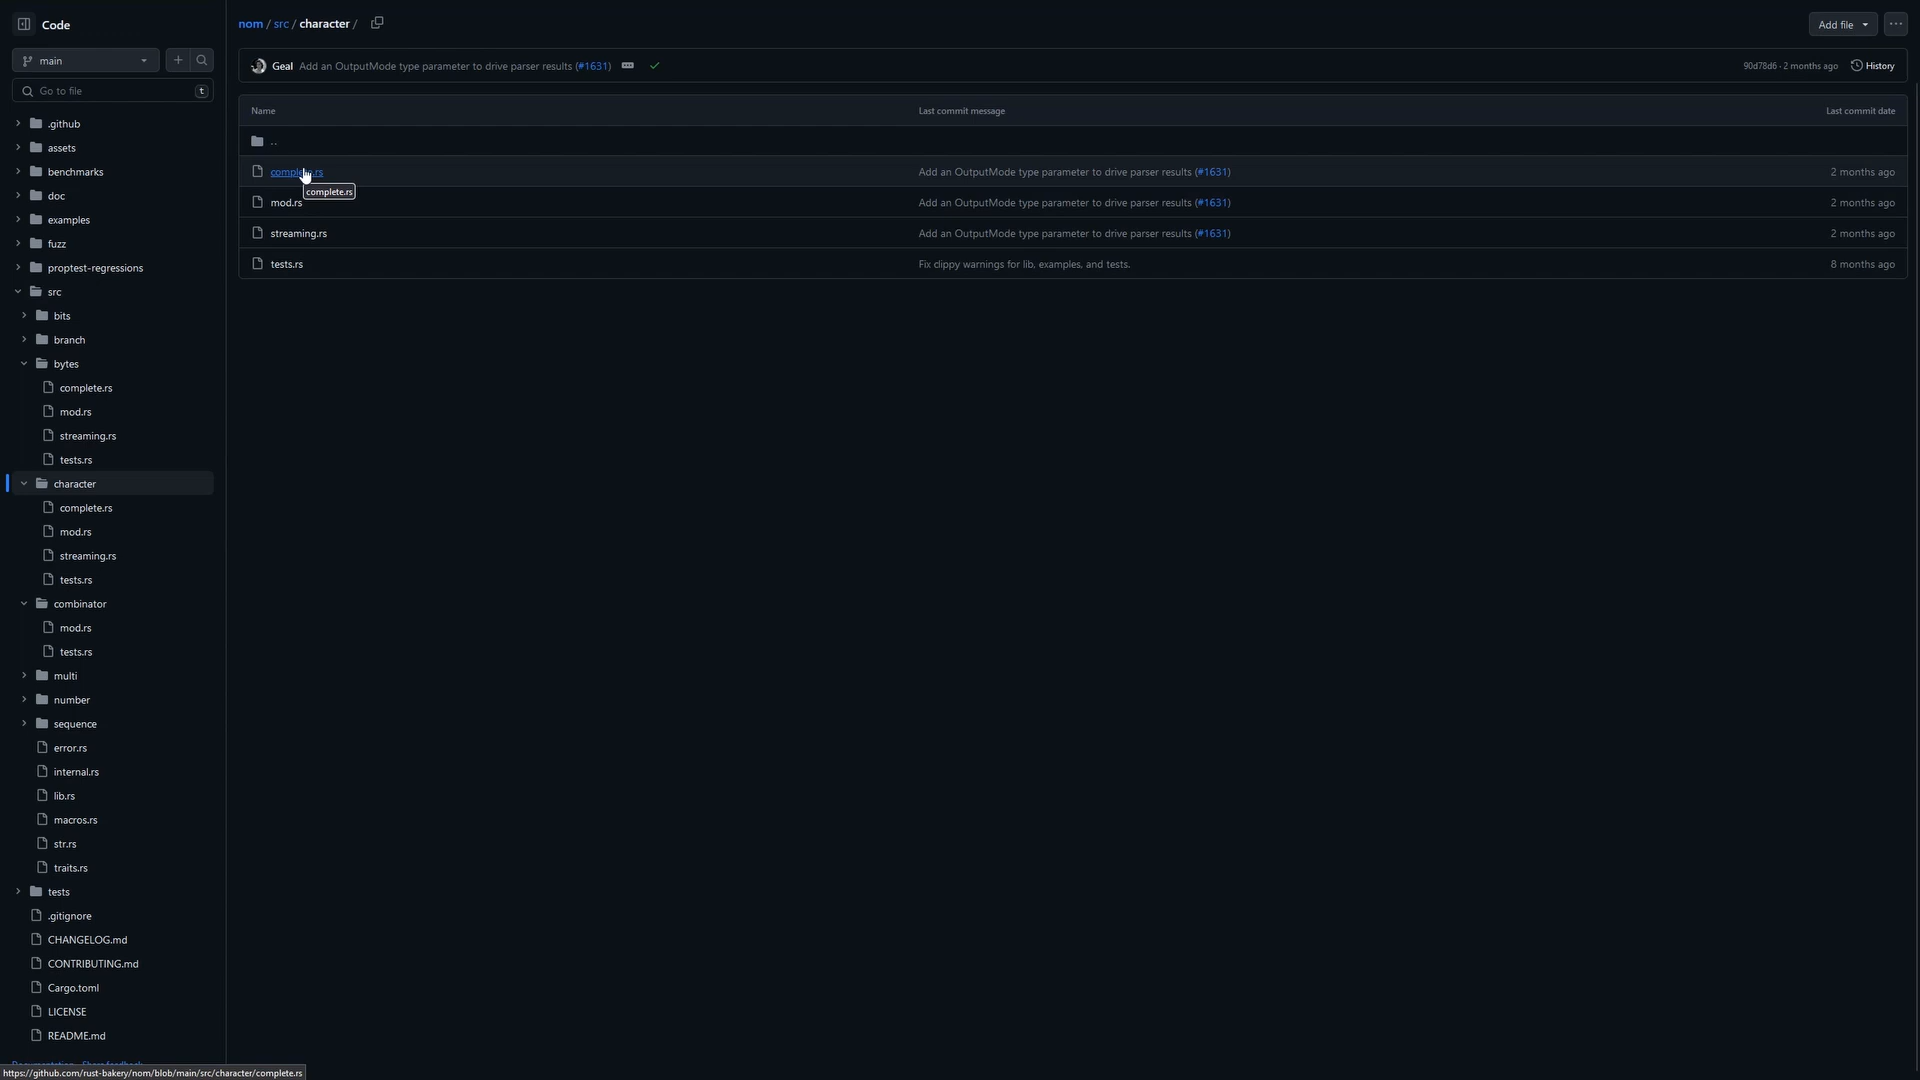 Code
main
Go to file
t
.github
assets
benchmarks
doc
examples
fuzz
proptest-regressions
src
bits
branch
bytes
complete.rs
mod.rs
streaming.rs
tests.rs
character
complete.rs
mod.rs
streaming.rs
tests.rs
combinator
mod.rs
tests.rs
multi
number
sequence
error.rs
internal.rs
lib.rs
macros.rs
str.rs
traits.rs
tests
.gitignore
CHANGELOG.md
CONTRIBUTING.md
Cargo.toml
LICENSE
README.md
https://github.com/rust-bakery/nom/blob/main/src/character/complete.rs
nom / src / character /
Add file
Geal Add an OutputMode type parameter to drive parser results (#1631)
90d78d6 · 2 months ago History
Name Last commit message Last commit date
..
complete.rs Add an OutputMode type parameter to drive parser results (#1631) 2 months ago
complete.rs
mod.rs Add an OutputMode type parameter to drive parser results (#1631) 2 months ago
streaming.rs Add an OutputMode type parameter to drive parser results (#1631) 2 months ago
tests.rs Fix clippy warnings for lib, examples, and tests. 8 months ago